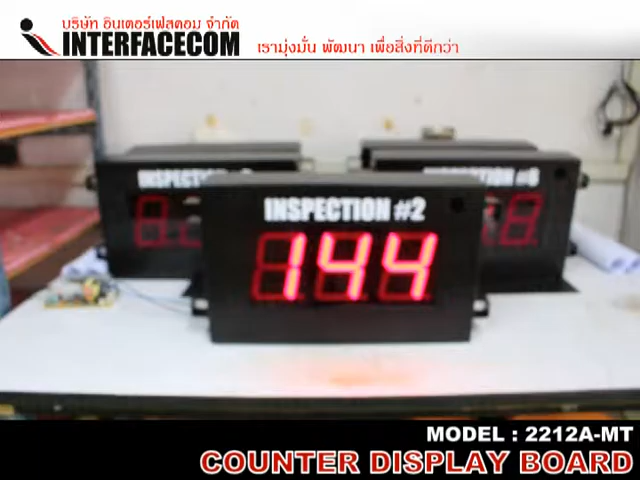 บริษัท อินเตอร์เฟสคอม จำกัด
INTERFACECOM
เรามุ่งมั่น พัฒนา เพื่อสิ่งที่ดีกว่า
INSPECTION #6
INSPECTION #2
144
MODEL : 2212A-MT
COUNTER DISPLAY BOARD